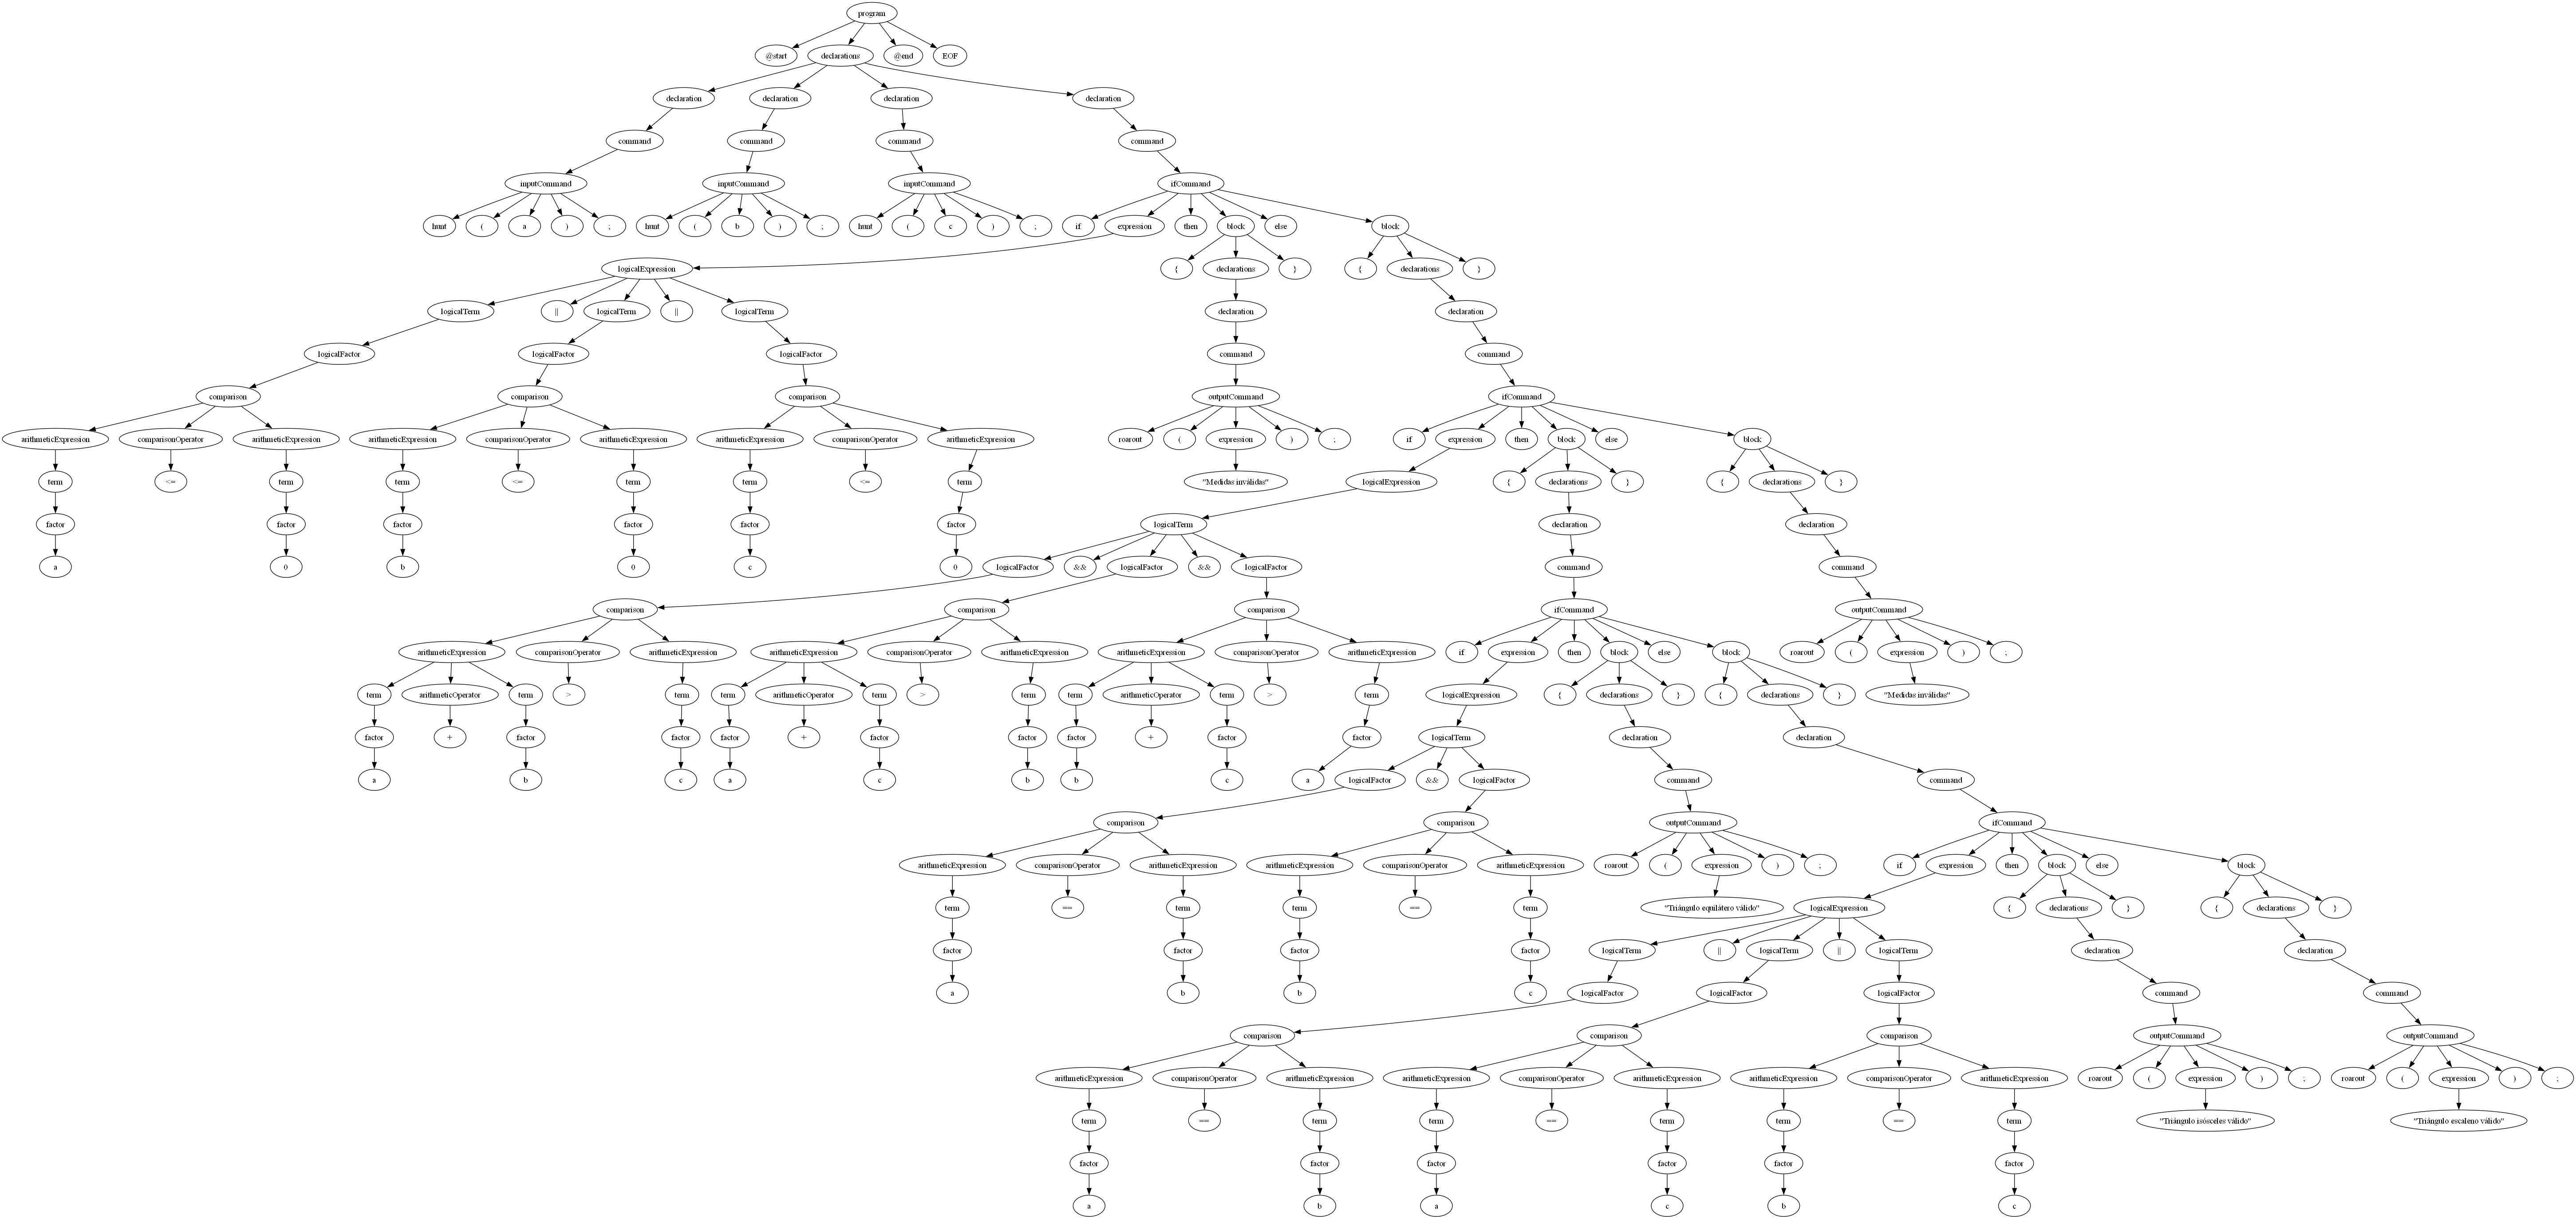 program
@start declarations @end EOF
declaration declaration declaration declaration
command command command command
inputCommand inputCommand inputCommand ifCommand
hunt ( a ) ; hunt ( b ) ; hunt ( c ) ; if expression then block else block
logicalExpression { declarations } { declarations }
logicalTerm || logicalTerm || logicalTerm declaration declaration
logicalFactor logicalFactor logicalFactor command command
comparison comparison comparison outputCommand ifCommand
arithmeticExpression comparisonOperator arithmeticExpression arithmeticExpression comparisonOperator arithmeticExpression arithmeticExpression comparisonOperator arithmeticExpression roarout ( expression ) ; if expression then block else block
term <= term term <= term term <= term "Medidas inválidas" logicalExpression { declarations } { declarations }
factor factor factor factor factor factor logicalTerm declaration declaration
a 0 b 0 c 0 logicalFactor && logicalFactor && logicalFactor command command
comparison comparison comparison ifCommand outputCommand
arithmeticExpression comparisonOperator arithmeticExpression arithmeticExpression comparisonOperator arithmeticExpression arithmeticExpression comparisonOperator arithmeticExpression if expression then block else block roarout ( expression ) ;
term arithmeticOperator term > term term arithmeticOperator term > term term arithmeticOperator term > term logicalExpression { declarations } { declarations } "Medidas inválidas"
factor + factor factor factor + factor factor factor + factor factor logicalTerm declaration declaration
a b c a c b b c a logicalFactor && logicalFactor command command
comparison comparison outputCommand ifCommand
arithmeticExpression comparisonOperator arithmeticExpression arithmeticExpression comparisonOperator arithmeticExpression roarout ( expression ) ; if expression then block else block
term == term term == term "Triángulo equilátero válido" logicalExpression { declarations } { declarations }
factor factor factor factor logicalTerm || logicalTerm || logicalTerm declaration declaration
a b b c logicalFactor logicalFactor logicalFactor command command
comparison comparison comparison outputCommand outputCommand
arithmeticExpression comparisonOperator arithmeticExpression arithmeticExpression comparisonOperator arithmeticExpression arithmeticExpression comparisonOperator arithmeticExpression roarout ( expression ) ; roarout ( expression ) ;
term == term term == term term == term "Triángulo isósceles válido" "Triángulo escaleno válido"
factor factor factor factor factor factor
a b a c b c